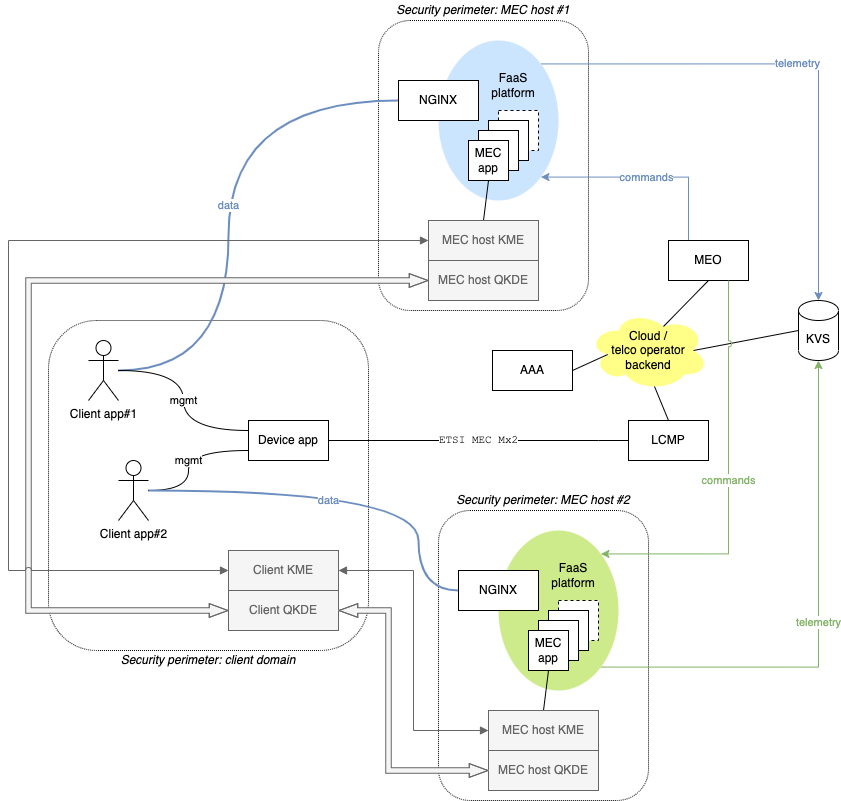 Security perimeter: MEC host #1
FaaS
platform
NGINX
MEC
app
telemetry
commands
data
MEC host KME
MEC host QKDE
MEO
Cloud /
telco operator
backend
KVS
AAA
Client app#1
mgmt
Device app
ETSI MEC Mx2
LCMP
mgmt
Client app#2
data
commands
Security perimeter: MEC host #2
FaaS
platform
NGINX
MEC
app
telemetry
Client KME
Client QKDE
Security perimeter: client domain
MEC host KME
MEC host QKDE